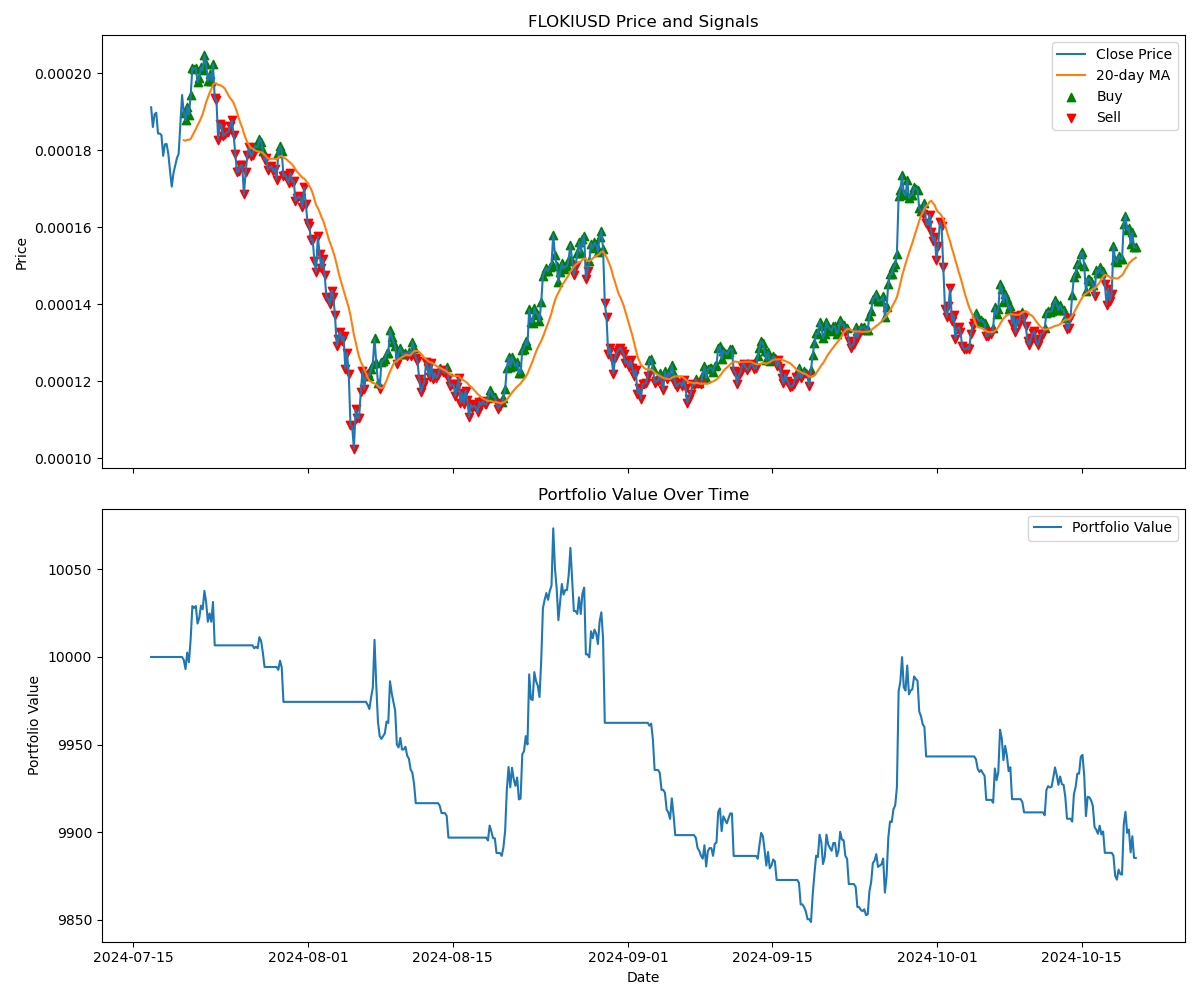 FLOKIUSD Price and Signals
Price
0.00020
0.00018
0.00016
0.00014
0.00012
0.00010
Close Price
20-day MA
Buy
Sell
Portfolio Value Over Time
Portfolio Value
10050
10000
9950
9900
9850
Portfolio Value
2024-07-15 2024-08-01 2024-08-15 2024-09-01 2024-09-15 2024-10-01 2024-10-15
Date